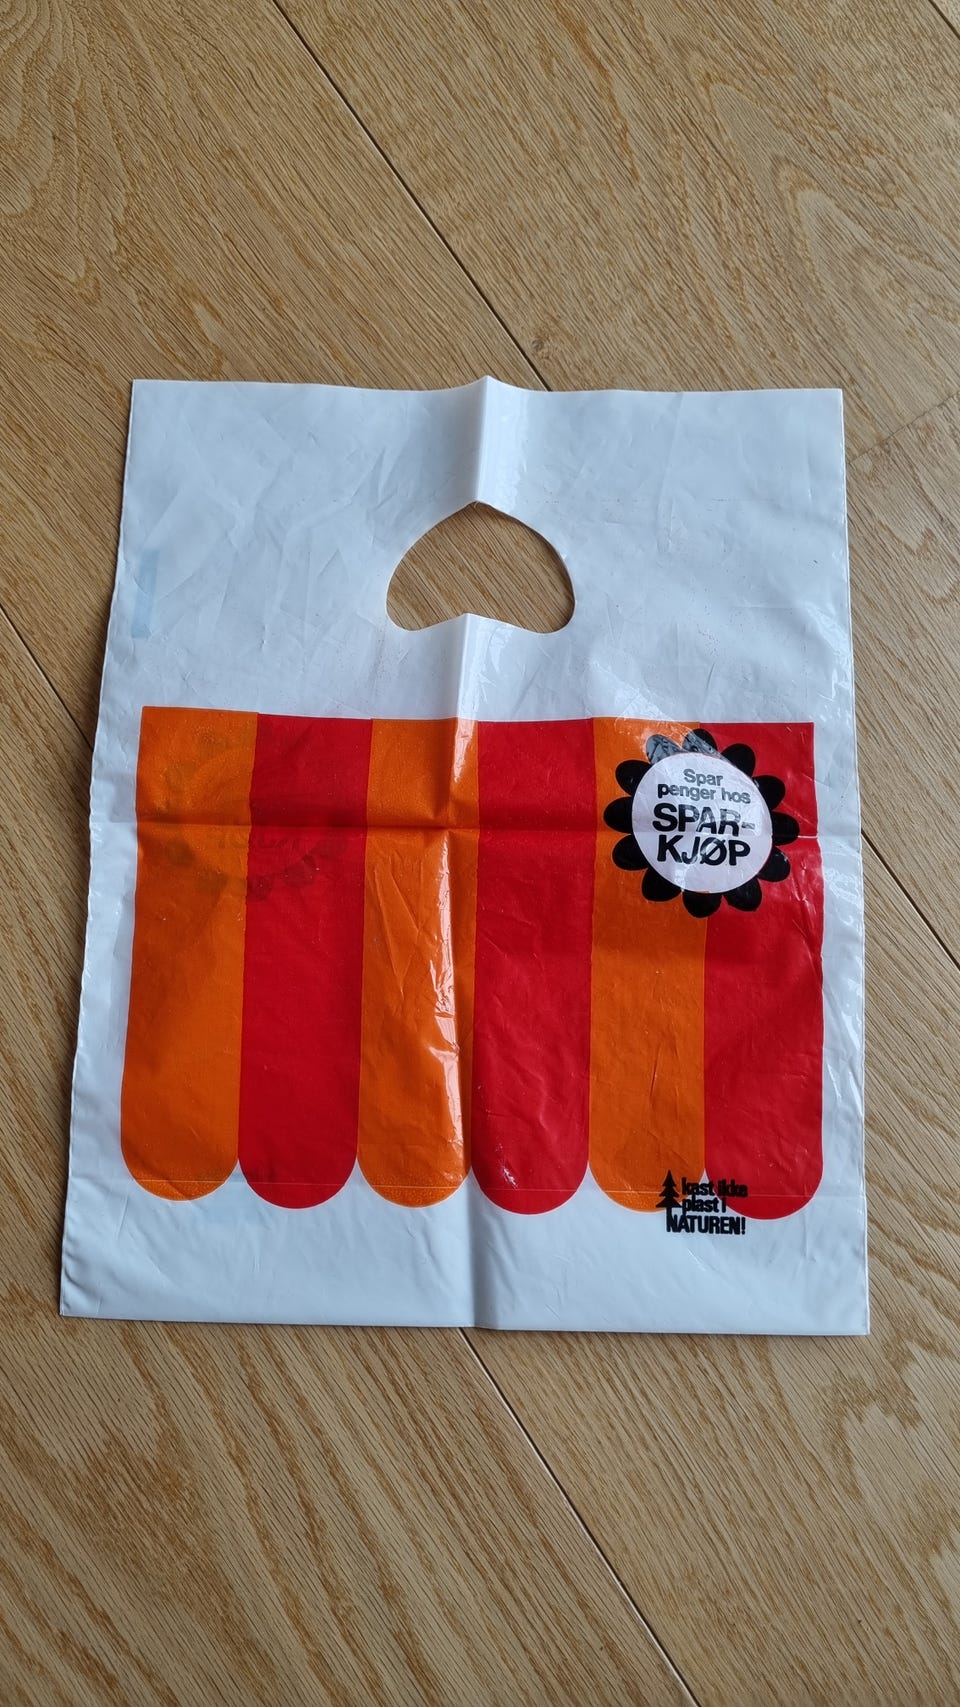 Spar
penger hos
SPAR-
KJØP
kast ikke
plast i
NATUREN!